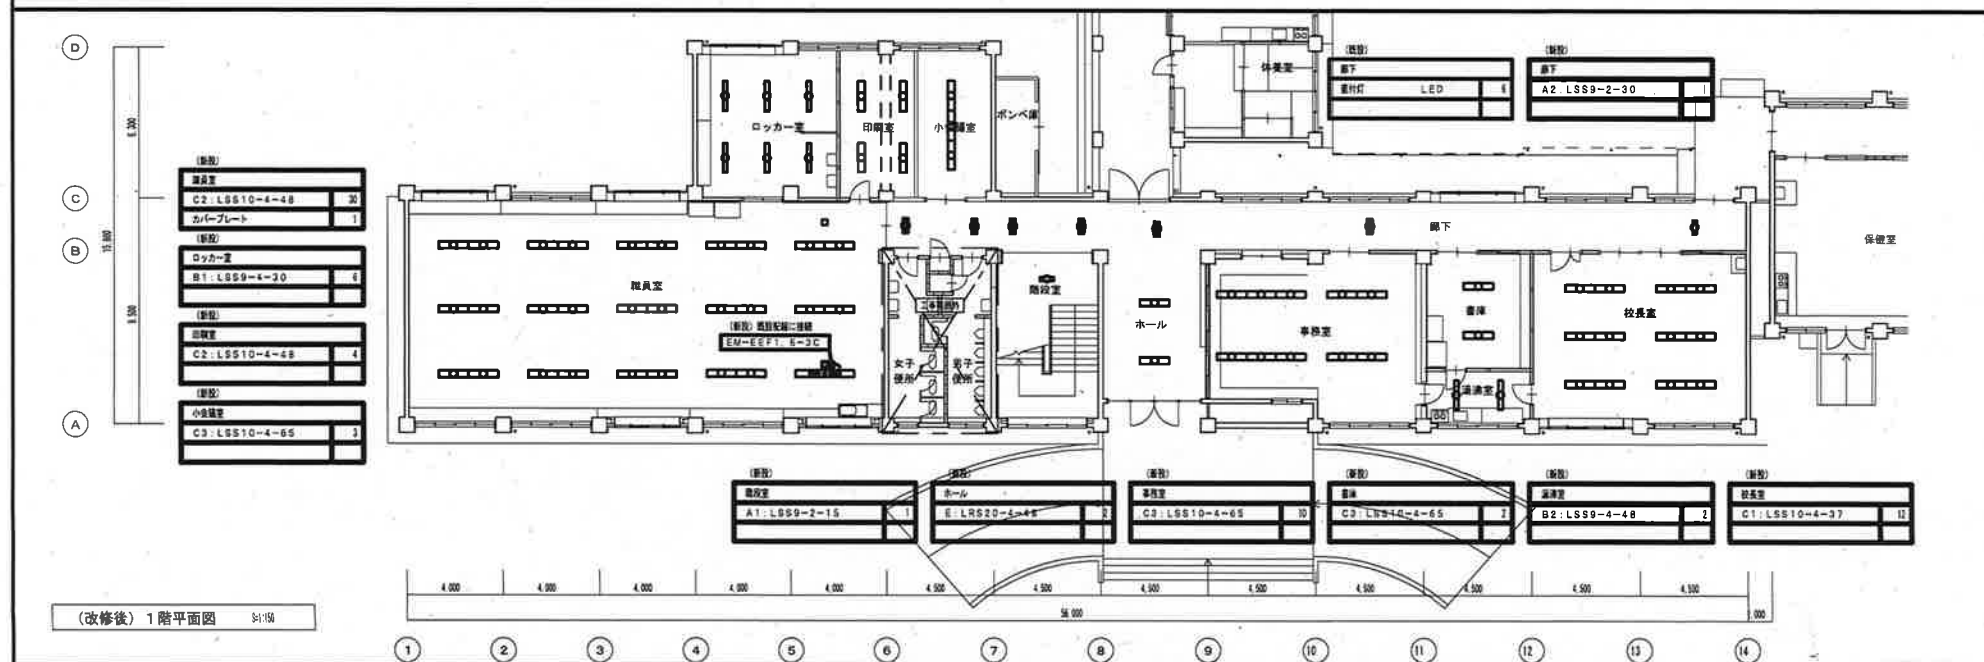 D
C
B
A
6,300
15,800
9,500
(新設)
職員室
C2:LSS10-4-48 30
カバープレート 1
(新設)
ロッカー室
B1:LSS9-4-30 6
(新設)
印刷室
C2:LSS10-4-48 4
(新設)
小会議室
C3:LSS10-4-65 3
(既設)
廊下
直付灯 LED 6
(新設)
廊下
A2.LSS9-2-30 1
ロッカー室
印刷室
小会議室
ボンベ庫
休養室
保健室
廊下
職員室
(新設) 既設配線に接続
EM-EEF1.6-3C
工事範囲外
女子
便所
男子
便所
階段室
ホール
事務室
書庫
湯沸室
校長室
(新設)
階段室
A1:LSS9-2-15 1
(新設)
ホール
E:LRS20-4-48 2
(新設)
事務室
C3:LSS10-4-65 10
(新設)
書庫
C3:LSS10-4-65 2
(新設)
湯沸室
B2:LSS9-4-48 2
(新設)
校長室
C1:LSS10-4-37 12
4,000 4,000 4,000 4,000 4,000 4,500 4,500 4,500 4,500 4,500 4,500 4,500 4,500 1,000
56,000
(改修後) 1階平面図 S=1:150
1 2 3 4 5 6 7 8 9 10 11 12 13 14